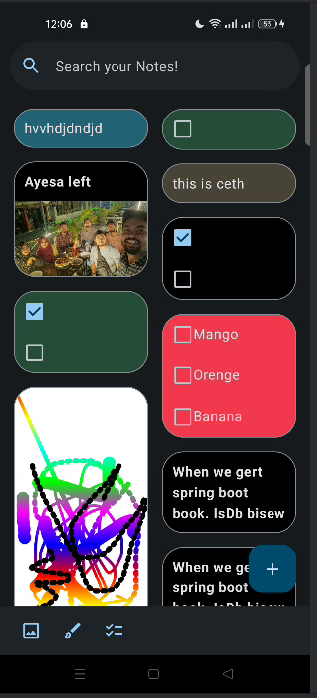 12:06
53
Search your Notes!
hvvhdjdndjd
Ayesa left
this is ceth
Mango
Orenge
Banana
When we gert
spring boot
book. IsDb bisew
When we ge
spring boot
book. IsDb bisew